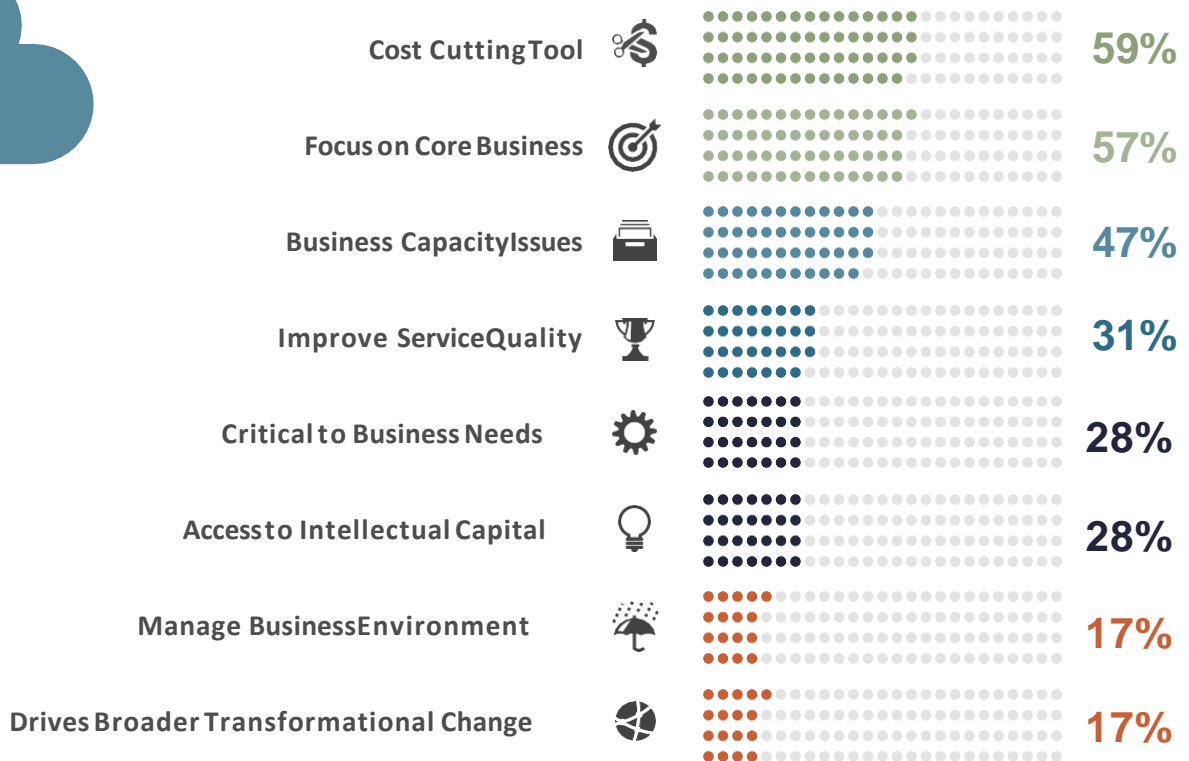 Cost CuttingTool 59%
Focus on Core Business 57%
Business CapacityIssues 47%
Improve ServiceQuality 31%
Critical to Business Needs 28%
Accessto Intellectual Capital 28%
Manage BusinessEnvironment 17%
Drives Broader Transformational Change 17%